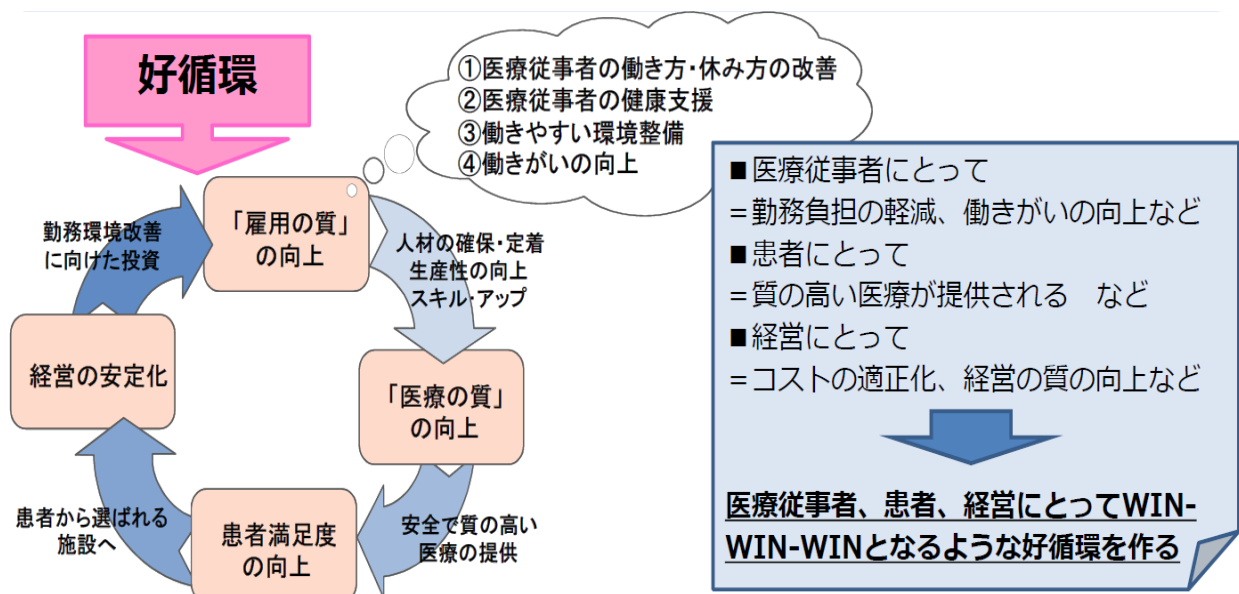 好循環
①医療従事者の働き方・休み方の改善
②医療従事者の健康支援
③働きやすい環境整備
④働きがいの向上
「雇用の質」
の向上
人材の確保・定着
生産性の向上
スキル・アップ
「医療の質」
の向上
安全で質の高い
医療の提供
患者満足度
の向上
患者から選ばれる
施設へ
経営の安定化
勤務環境改善
に向けた投資
■医療従事者にとって
=勤務負担の軽減、働きがいの向上など
■患者にとって
=質の高い医療が提供される　など
■経営にとって
=コストの適正化、経営の質の向上など
医療従事者、患者、経営にとってWIN-
WIN-WINとなるような好循環を作る